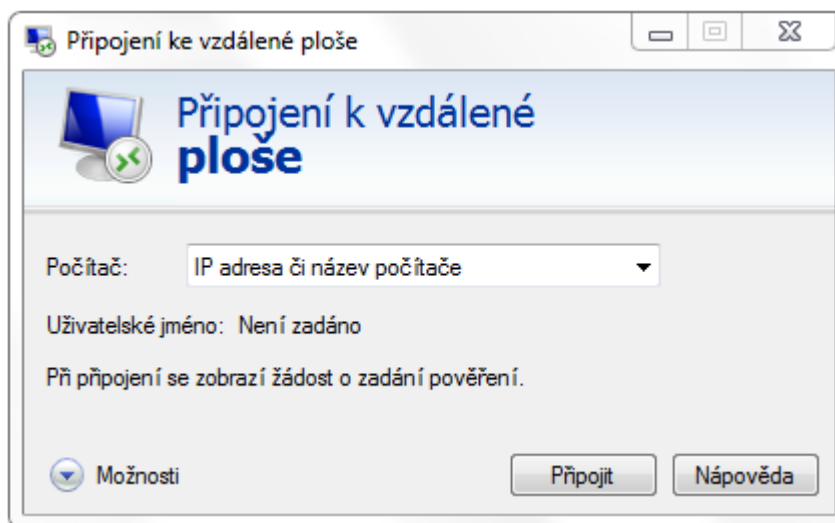 Připojení ke vzdálené ploše
Připojení k vzdálené
ploše
Počítač: IP adresa či název počítače
Uživatelské jméno: Není zadáno
Při připojení se zobrazí žádost o zadání pověření.
Možnosti Připojit Nápověda